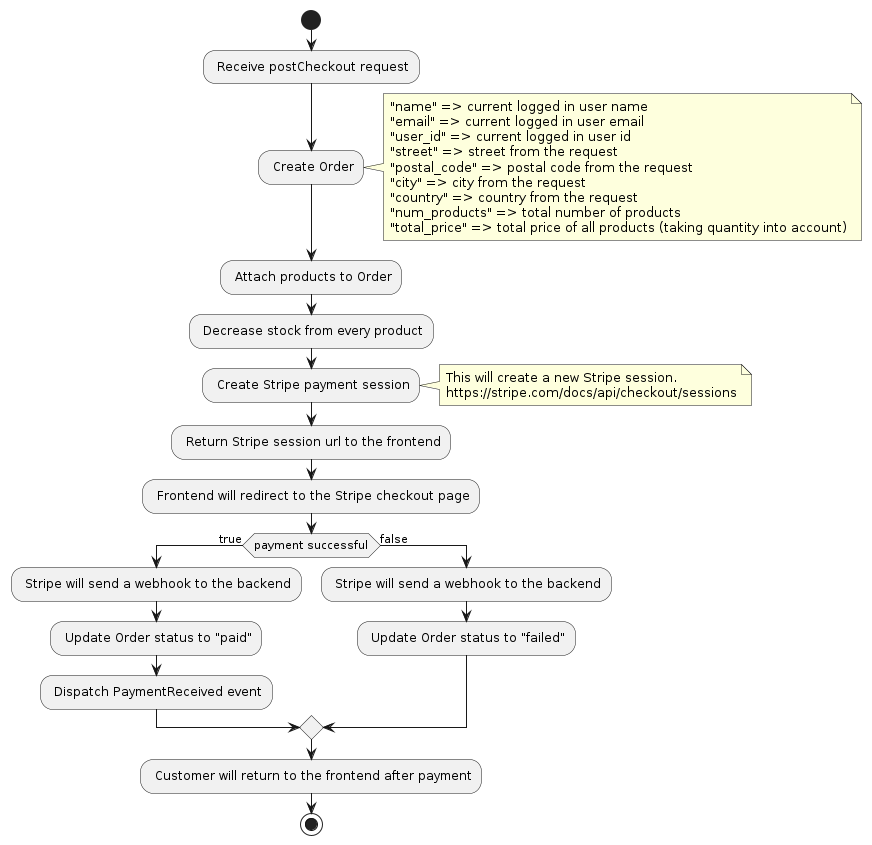 Receive postCheckout request
"name" => current logged in user name
"email" => current logged in user email
"user_id" => current logged in user id
"street" => street from the request
"postal_code" => postal code from the request
"city" => city from the request
"country" => country from the request
"num_products" => total number of products
"total_price" => total price of all products (taking quantity into account)
Create Order
Attach products to Order
Decrease stock from every product
Create Stripe payment session
This will create a new Stripe session.
https://stripe.com/docs/api/checkout/sessions
Return Stripe session url to the frontend
Frontend will redirect to the Stripe checkout page
payment successful
true
false
Stripe will send a webhook to the backend
Update Order status to "paid"
Dispatch PaymentReceived event
Stripe will send a webhook to the backend
Update Order status to "failed"
Customer will return to the frontend after payment